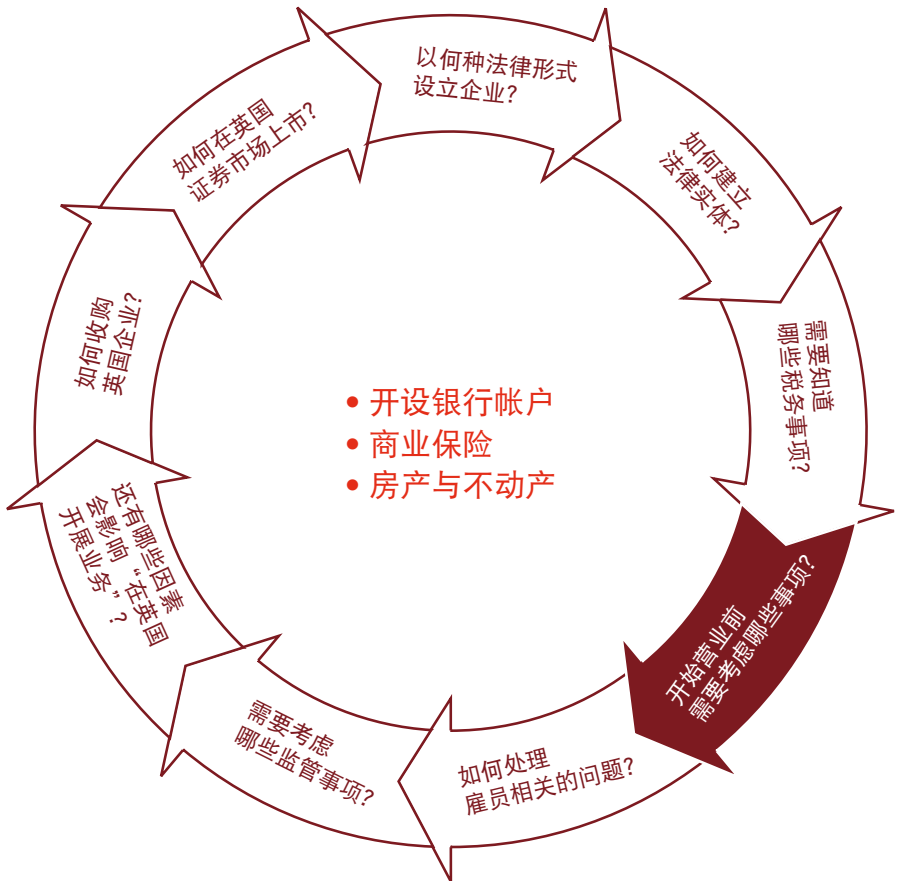 以何种法律形式
设立企业?
如何建立
法律实体?
需要知道
哪些税务事项?
开始营业前
需要考虑哪些事项?
如何处理
雇员相关的问题?
需要考虑
哪些监管事项?
还有哪些因素
会影响“在英国
开展业务”?
如何收购
英国企业?
如何在英国
证券市场上市?
• 开设银行帐户
• 商业保险
• 房产与不动产